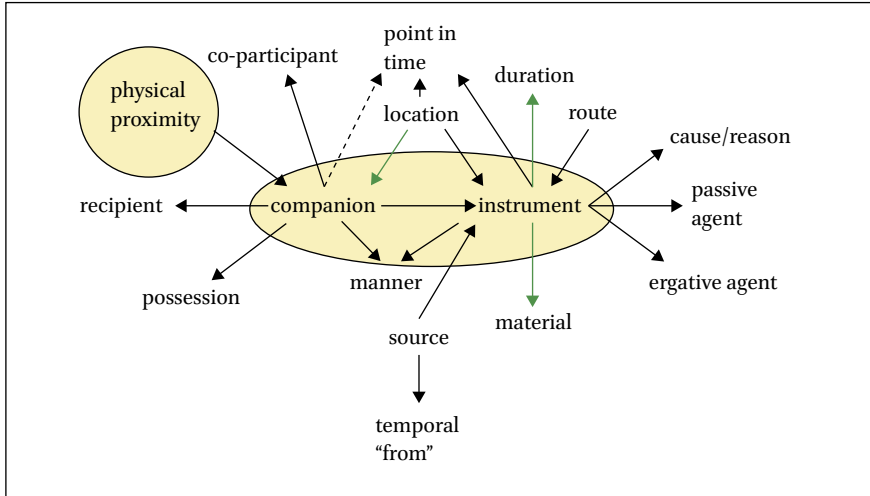 point in
time
co-participant
duration
physical
proximity
location
route
cause/reason
recipient
companion
instrument
passive
agent
possession
manner
ergative agent
source
material
temporal
“from”